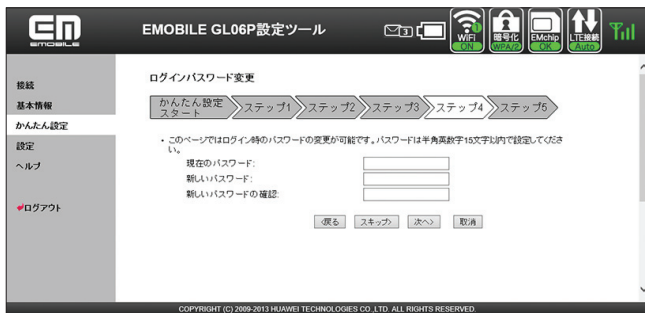 EM
EMOBILE
EMOBILE GL06P設定ツール
3
WiFi
ON
暗号化
WPA/2
EMchip
OK
LTE接続
Auto
接続
基本情報
かんたん設定
設定
ヘルプ
ログアウト
ログインパスワード変更
かんたん設定
スタート
ステップ1
ステップ2
ステップ3
ステップ4
ステップ5
・このページではログイン時のパスワードの変更が可能です。パスワードは半角英数字15文字以内で設定してくださ
い。
現在のパスワード:
新しいパスワード:
新しいパスワードの確認:
<戻る
スキップ>
次へ>
取消
COPYRIGHT (C) 2009-2013 HUAWEI TECHNOLOGIES CO.,LTD. ALL RIGHTS RESERVED.